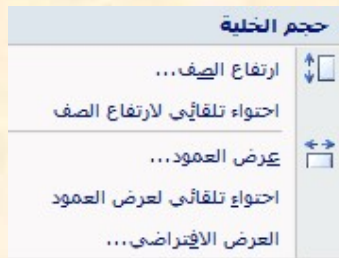 حجم الخلية
ارتفاع الصف...
احتواء تلقائي لارتفاع الصف
عرض العمود...
احتواء تلقائي لعرض العمود
العرض الافتراضي...